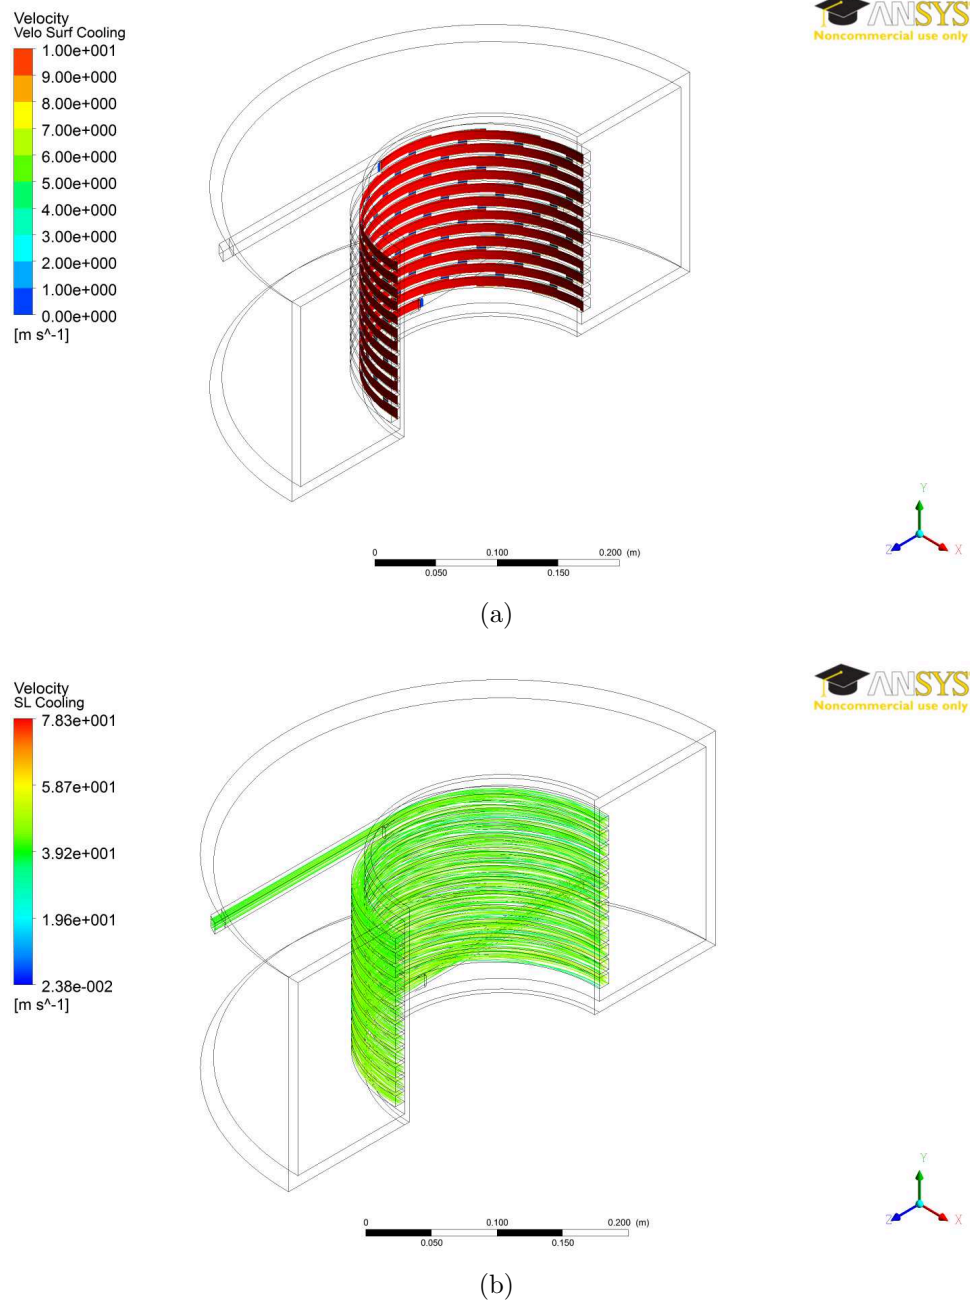 Velocity
Velo Surf Cooling
1.00e+001
9.00e+000
8.00e+000
7.00e+000
6.00e+000
5.00e+000
4.00e+000
3.00e+000
2.00e+000
1.00e+000
0.00e+000
[m s^-1]
ANSYS
Noncommercial use only
Y
Z
X
0 0.100 0.200 (m)
0.050 0.150
(a)
Velocity
SL Cooling
7.83e+001
5.87e+001
3.92e+001
1.96e+001
2.38e-002
[m s^-1]
ANSYS
Noncommercial use only
Y
Z
X
0 0.100 0.200 (m)
0.050 0.150
(b)